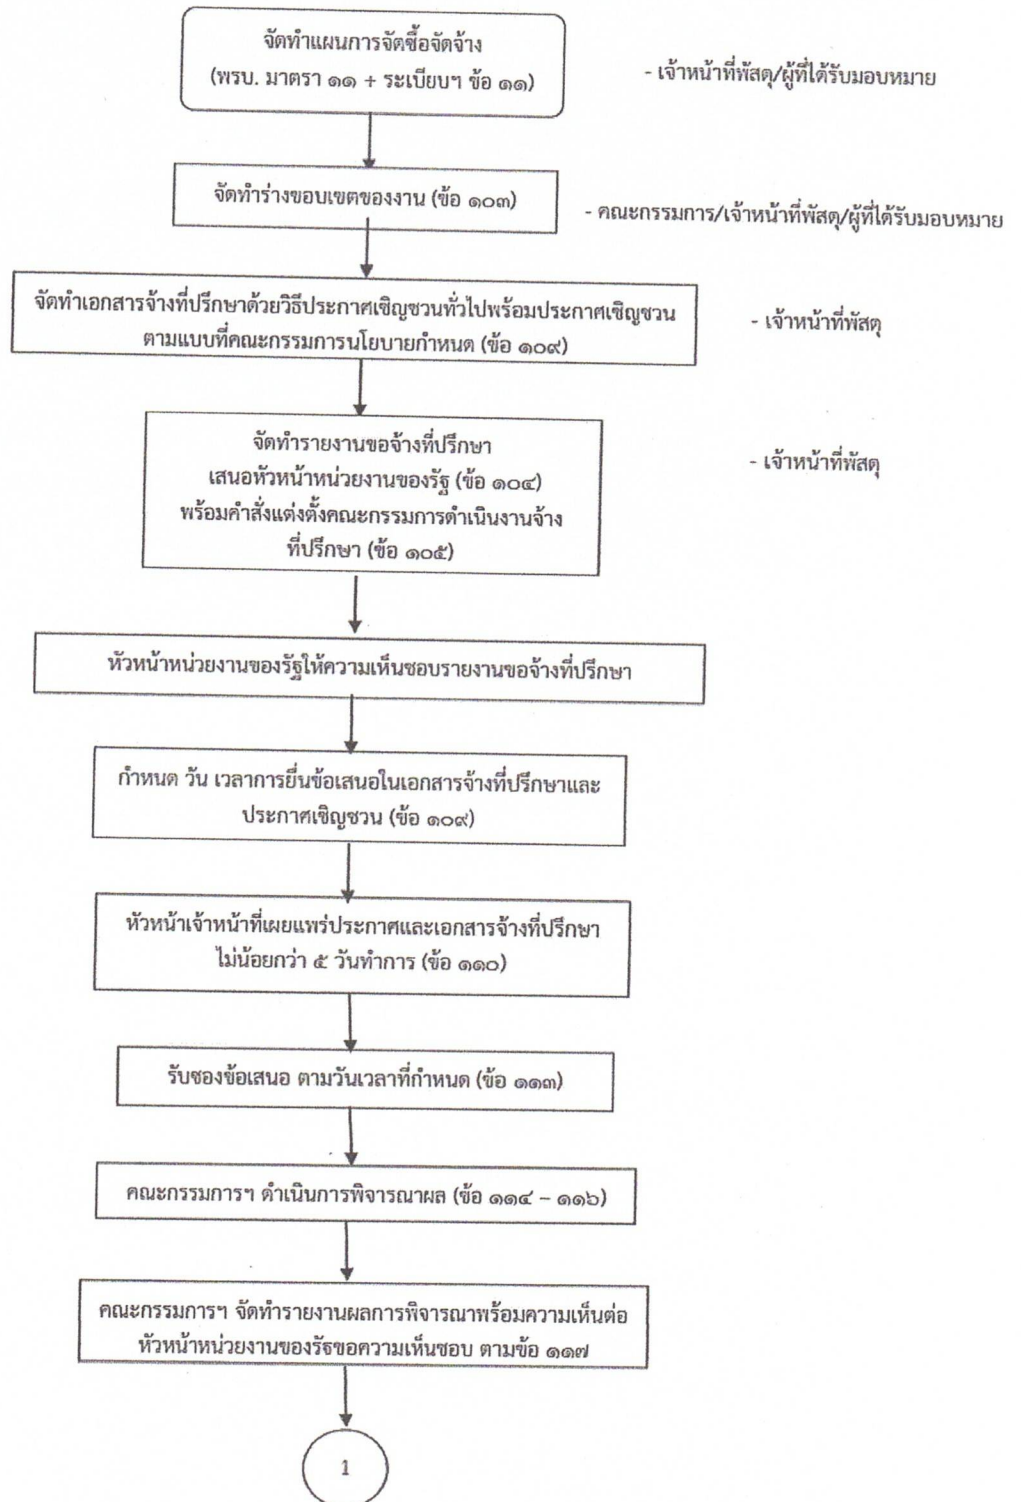 จัดทำแผนการจัดซื้อจัดจ้าง
(พรบ. มาตรา ๑๑ + ระเบียบฯ ข้อ ๑๑)
- เจ้าหน้าที่พัสดุ/ผู้ที่ได้รับมอบหมาย
จัดทำร่างขอบเขตของงาน (ข้อ ๑๐๓)
- คณะกรรมการ/เจ้าหน้าที่พัสดุ/ผู้ที่ได้รับมอบหมาย
จัดทำเอกสารจ้างที่ปรึกษาด้วยวิธีประกาศเชิญชวนทั่วไปพร้อมประกาศเชิญชวน
ตามแบบที่คณะกรรมการนโยบายกำหนด (ข้อ ๑๐๙)
- เจ้าหน้าที่พัสดุ
จัดทำรายงานขอจ้างที่ปรึกษา
เสนอหัวหน้าหน่วยงานของรัฐ (ข้อ ๑๐๔)
พร้อมคำสั่งแต่งตั้งคณะกรรมการดำเนินงานจ้าง
ที่ปรึกษา (ข้อ ๑๐๕)
- เจ้าหน้าที่พัสดุ
หัวหน้าหน่วยงานของรัฐให้ความเห็นชอบรายงานขอจ้างที่ปรึกษา
กำหนด วัน เวลาการยื่นข้อเสนอในเอกสารจ้างที่ปรึกษาและ
ประกาศเชิญชวน (ข้อ ๑๐๙)
หัวหน้าเจ้าหน้าที่เผยแพร่ประกาศและเอกสารจ้างที่ปรึกษา
ไม่น้อยกว่า ๕ วันทำการ (ข้อ ๑๑๐)
รับซองข้อเสนอ ตามวันเวลาที่กำหนด (ข้อ ๑๑๓)
คณะกรรมการฯ ดำเนินการพิจารณาผล (ข้อ ๑๑๔ – ๑๑๖)
คณะกรรมการฯ จัดทำรายงานผลการพิจารณาพร้อมความเห็นต่อ
หัวหน้าหน่วยงานของรัฐขอความเห็นชอบ ตามข้อ ๑๑๗
1